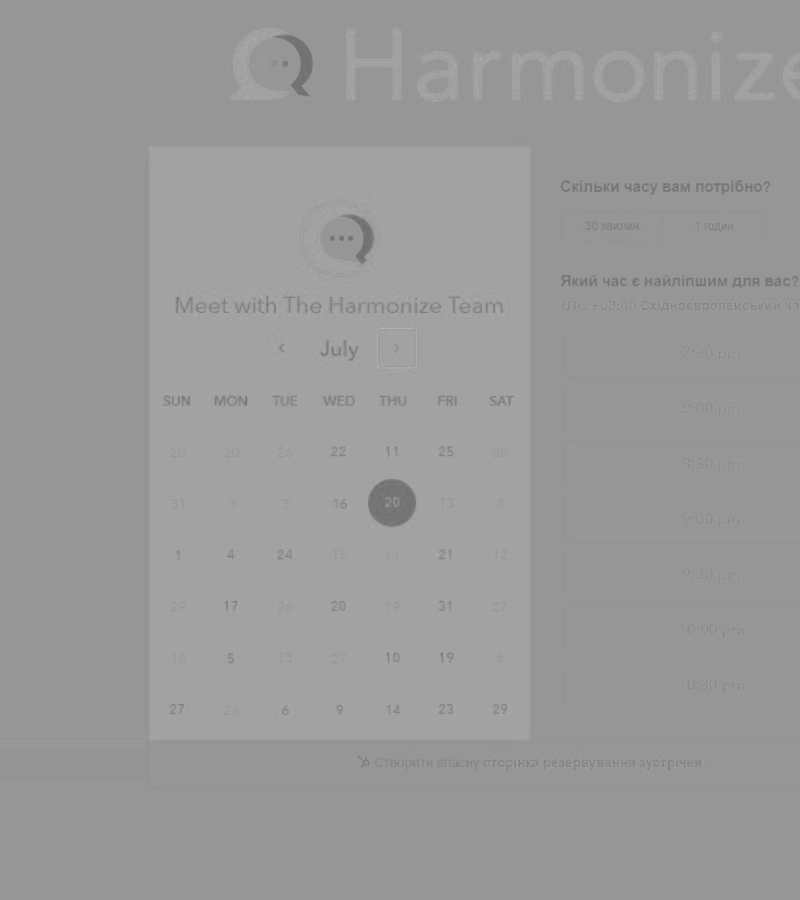 Harmonize
Meet with The Harmonize Team
‹ July ›
SUN MON TUE WED THU FRI SAT
20 20 26 22 11 25 28
31 3 3 16 20 13 8
1 4 24 15 11 21 12
29 17 26 20 19 31 27
10 5 13 27 10 19 6
27 26 6 9 14 23 29
Скільки часу вам потрібно?
30 хвилин 1 годин
Який час є найліпшим для вас?
UTC +03:00 Східноєвропейський ча
7:30 pm
8:00 pm
8:30 pm
9:00 pm
9:30 pm
10:00 pm
10:30 pm
Створити власну сторінка резервування зустрічей